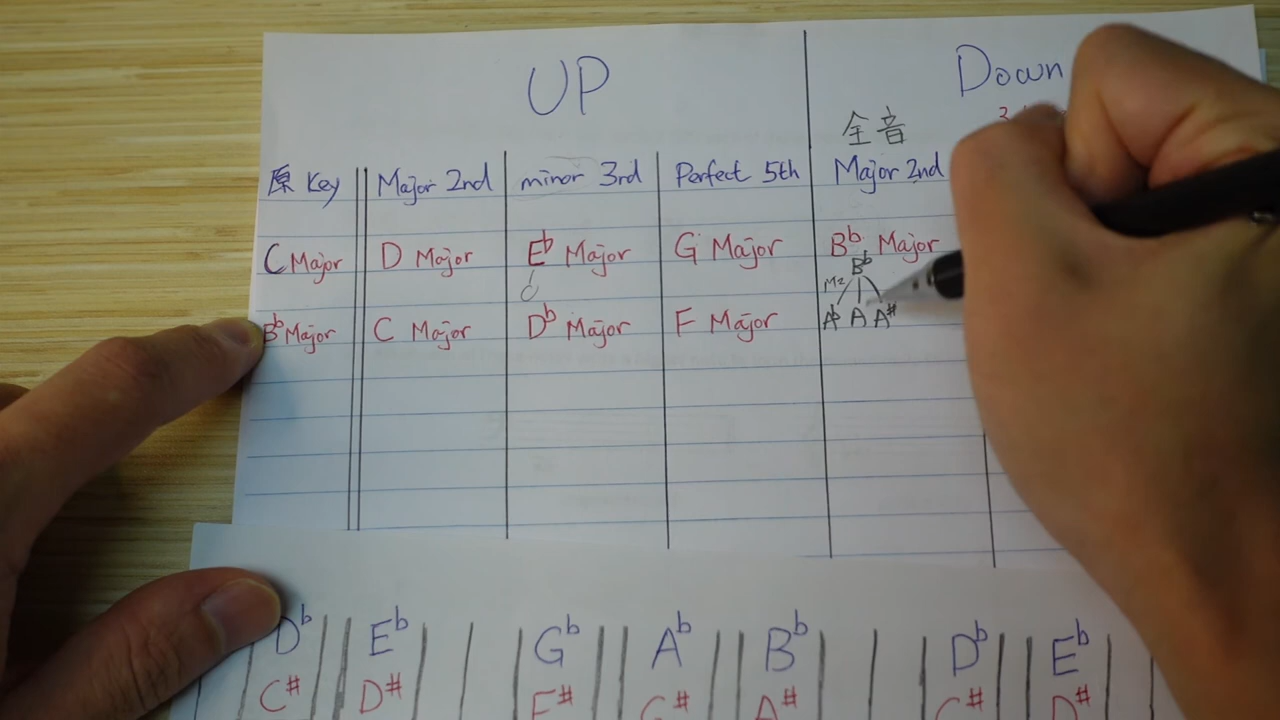 UP Down
全音
原 Key Major 2nd minor 3rd Perfect 5th Major 2nd
C Major D Major E♭ Major G Major B♭ Major
B♭
M2
B♭ Major C Major D♭ Major F Major A♭ A A#
D♭ E♭ G♭ A♭ B♭ D♭ E♭
C# D# F# G# A# C# D#